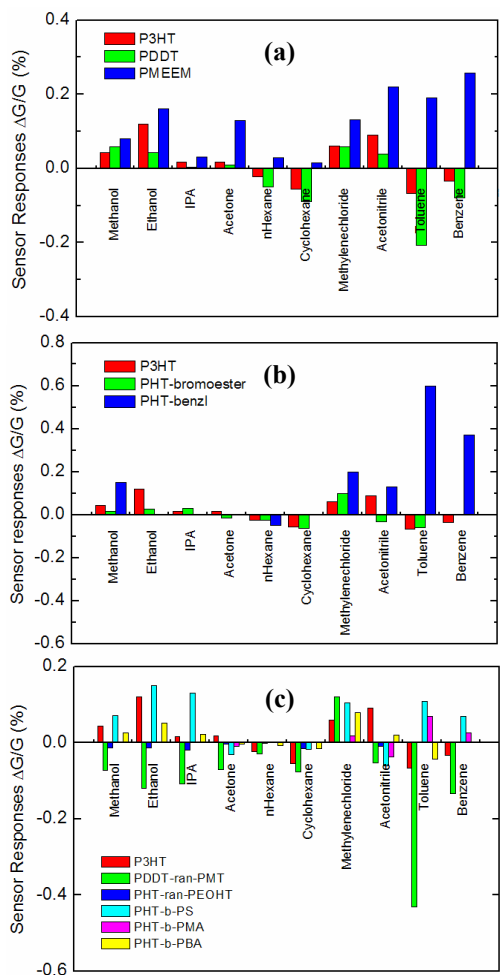 (a)
P3HT
PDDT
PMEEM
Sensor Responses ΔG/G (%)
0.4
0.2
0.0
-0.2
-0.4
Methanol
Ethanol
IPA
Acetone
nHexane
Cyclohexane
Methylenechloride
Acetonitrile
Toluene
Benzene
(b)
P3HT
PHT-bromoester
PHT-benzl
Sensor responses ΔG/G (%)
0.8
0.6
0.4
0.2
0.0
-0.2
-0.4
-0.6
Methanol
Ethanol
IPA
Acetone
nHexane
Cyclohexane
Methylenechloride
Acetonitrile
Toluene
Benzene
(c)
Sensor Responses ΔG/G (%)
0.2
0.0
-0.2
-0.4
-0.6
Methanol
Ethanol
IPA
Acetone
nHexane
Cyclohexane
Methylenechloride
Acetonitrile
Toluene
Benzene
P3HT
PDDT-ran-PMT
PHT-ran-PEOHT
PHT-b-PS
PHT-b-PMA
PHT-b-PBA